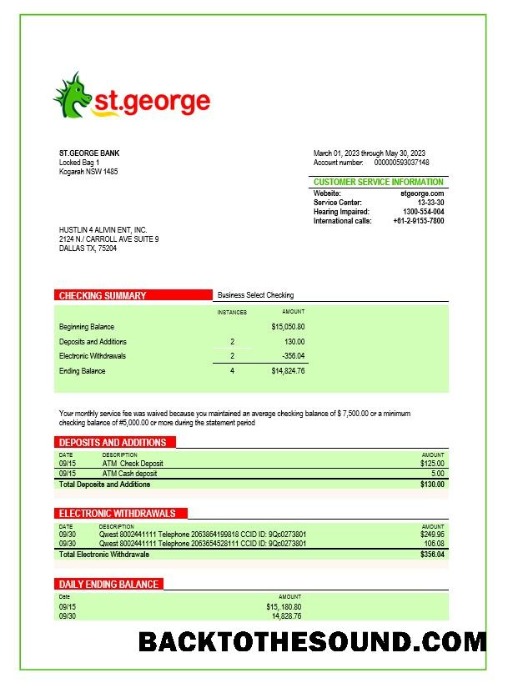 st.george
ST.GEORGE BANK
Locked Bag 1
Kogarah NSW 1485
March 01, 2023 through May 30, 2023
Account number: 000000593037148
CUSTOMER SERVICE INFORMATION
Website: stgeorge.com
Service Center: 13-33-30
Hearing Impaired: 1300-554-004
International calls: +61-2-9155-7800
HUSTLIN 4 ALIVIN ENT, INC.
2124 N./ CARROLL AVE SUITE 9
DALLAS TX, 75204
CHECKING SUMMARY Business Select Checking
INSTANCES AMOUNT
Beginning Balance $15,050.80
Deposits and Additions 2 130.00
Electronic Withdrawals 2 -356.04
Ending Balance 4 $14,824.76
Your monthly service fee was waived because you maintained an average checking balance of $ 7,500.00 or a minimum
checking balance of #5,000.00 or more during the statement period
DEPOSITS AND ADDITIONS
DATE DESCRIPTION AMOUNT
09/15 ATM Check Deposit $125.00
09/15 ATM Cash deposit 5.00
Total Deposits and Additions $130.00
ELECTRONIC WITHDRAWALS
DATE DESCRIPTION AMOUNT
09/30 Qwest 8002441111 Telephone 2063864199818 CCID ID: 9Qc0273801 $249.96
09/30 Qwest 8002441111 Telephone 2063654528111 CCID ID: 9Qc0273801 106.08
Total Electronic Withdrawals $356.04
DAILY ENDING BALANCE
Date AMOUNT
09/15 $15, 180.80
09/30 14,828.76
BACKTOTHESOUND.COM